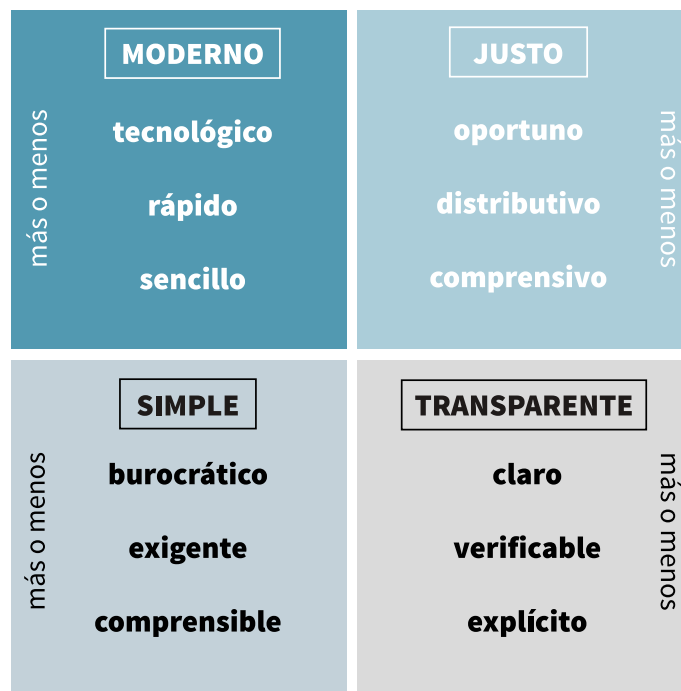 MODERNO
más o menos
tecnológico
rápido
sencillo
JUSTO
más o menos
oportuno
distributivo
comprensivo
SIMPLE
más o menos
burocrático
exigente
comprensible
TRANSPARENTE
más o menos
claro
verificable
explícito